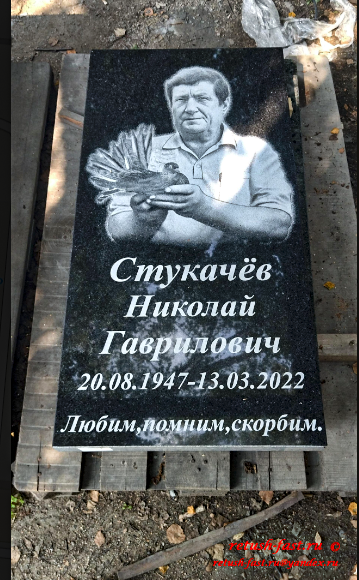 Стукачёв
Николай
Гаврилович
20.08.1947-13.03.2022
Любим,помним,скорбим.